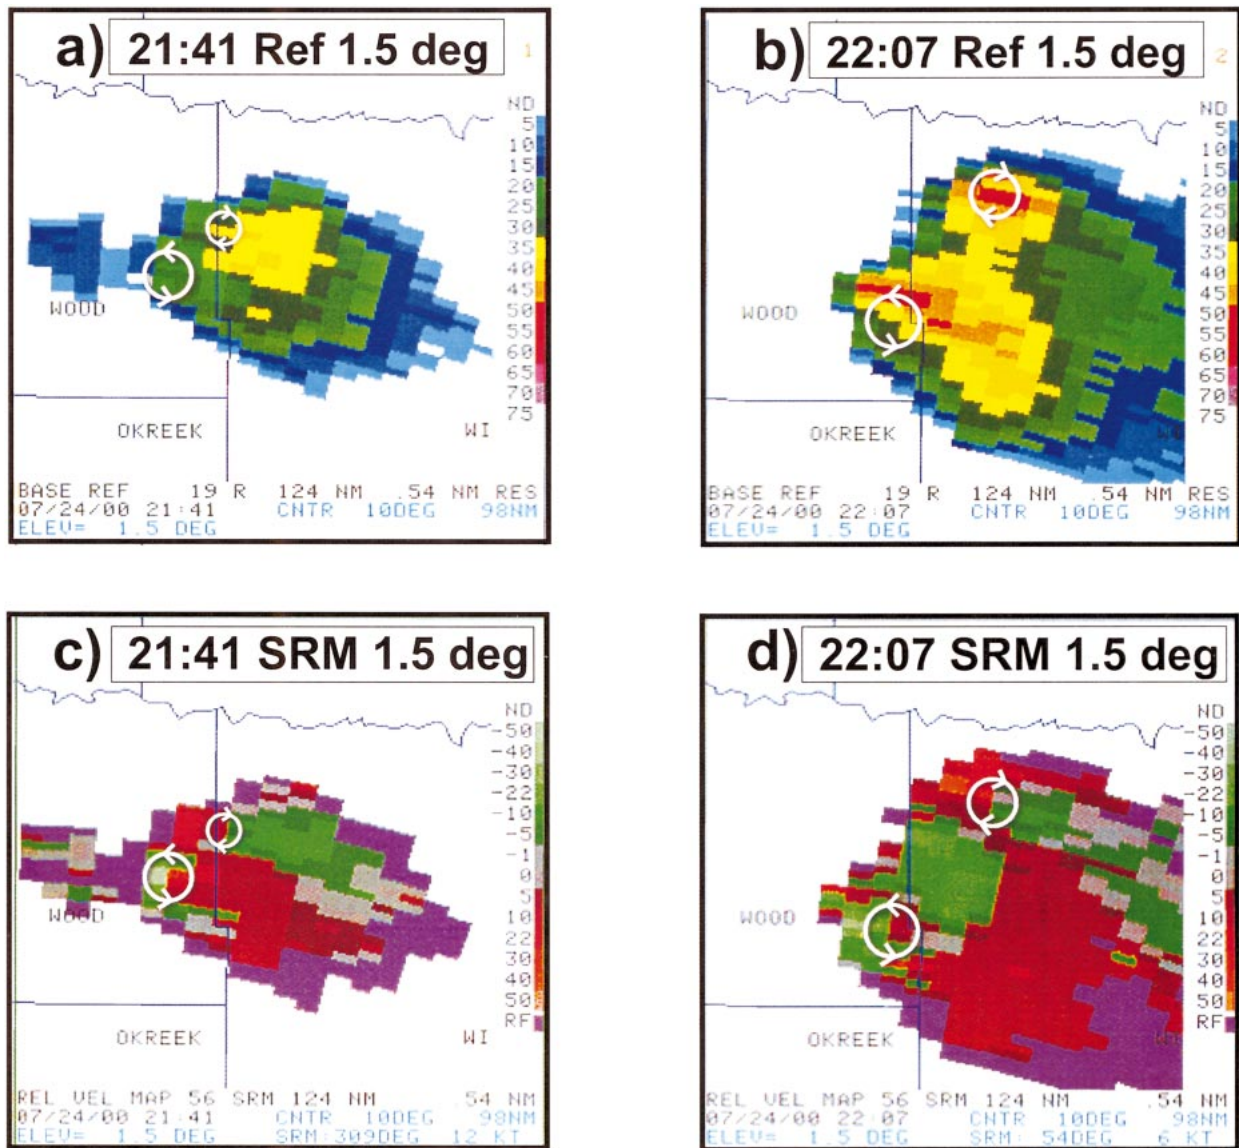 a) 21:41 Ref 1.5 deg
1
ND
5
10
15
20
25
30
35
40
45
50
55
60
65
70
75
WOOD
OKREEK WI
BASE REF 19 R 124 NM .54 NM RES
07/24/00 21:41 CNTR 10DEG 98NM
ELEV= 1.5 DEG
b) 22:07 Ref 1.5 deg
2
ND
5
10
15
20
25
30
35
40
45
50
55
60
65
70
75
WOOD
OKREEK
BASE REF 19 R 124 NM .54 NM RES
07/24/00 22:07 CNTR 10DEG 98NM
ELEV= 1.5 DEG
c) 21:41 SRM 1.5 deg
ND
-50
-40
-30
-22
-10
-5
-1
0
5
10
22
30
40
50
RF
WOOD
OKREEK WI
REL VEL MAP 56 SRM 124 NM .54 NM
07/24/00 21:41 CNTR 10DEG 98NM
ELEV= 1.5 DEG SRM:309DEG 12 KT
d) 22:07 SRM 1.5 deg
ND
-50
-40
-30
-22
-10
-5
-1
0
5
10
22
30
40
50
RF
WOOD
OKREEK
REL VEL MAP 56 SRM 124 NM .54 NM
07/24/00 22:07 CNTR 10DEG 98NM
ELEV= 1.5 DEG SRM: 54DEG 6 KT